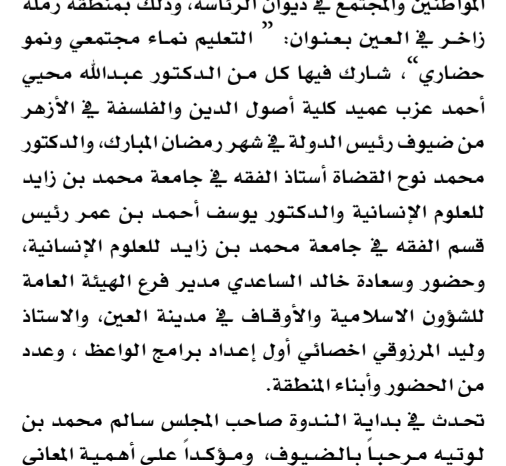 المواطنين والمجتمع في ديوان الرئاسة، وذلك بمنطقة رملة
زاخر في العين بعنوان: ” التعليم نماء مجتمعي ونمو
حضاري“، شارك فيها كل من الدكتور عبدالله محيي
أحمد عزب عميد كلية أصول الدين والفلسفة في الأزهر
من ضيوف رئيس الدولة في شهر رمضان المبارك، والدكتور
محمد نوح القضاة أستاذ الفقه في جامعة محمد بن زايد
للعلوم الإنسانية والدكتور يوسف أحمد بن عمر رئيس
قسم الفقه في جامعة محمد بن زايد للعلوم الإنسانية،
وحضور وسعادة خالد الساعدي مدير فرع الهيئة العامة
للشؤون الاسلامية والأوقاف في مدينة العين، والاستاذ
وليد المرزوقي اخصائي أول إعداد برامج الواعظ ، وعدد
من الحضور وأبناء المنطقة.
تحدث في بداية الندوة صاحب المجلس سالم محمد بن
لوتيه مرحباً بالضيوف، ومؤكداً على أهمية المعاني